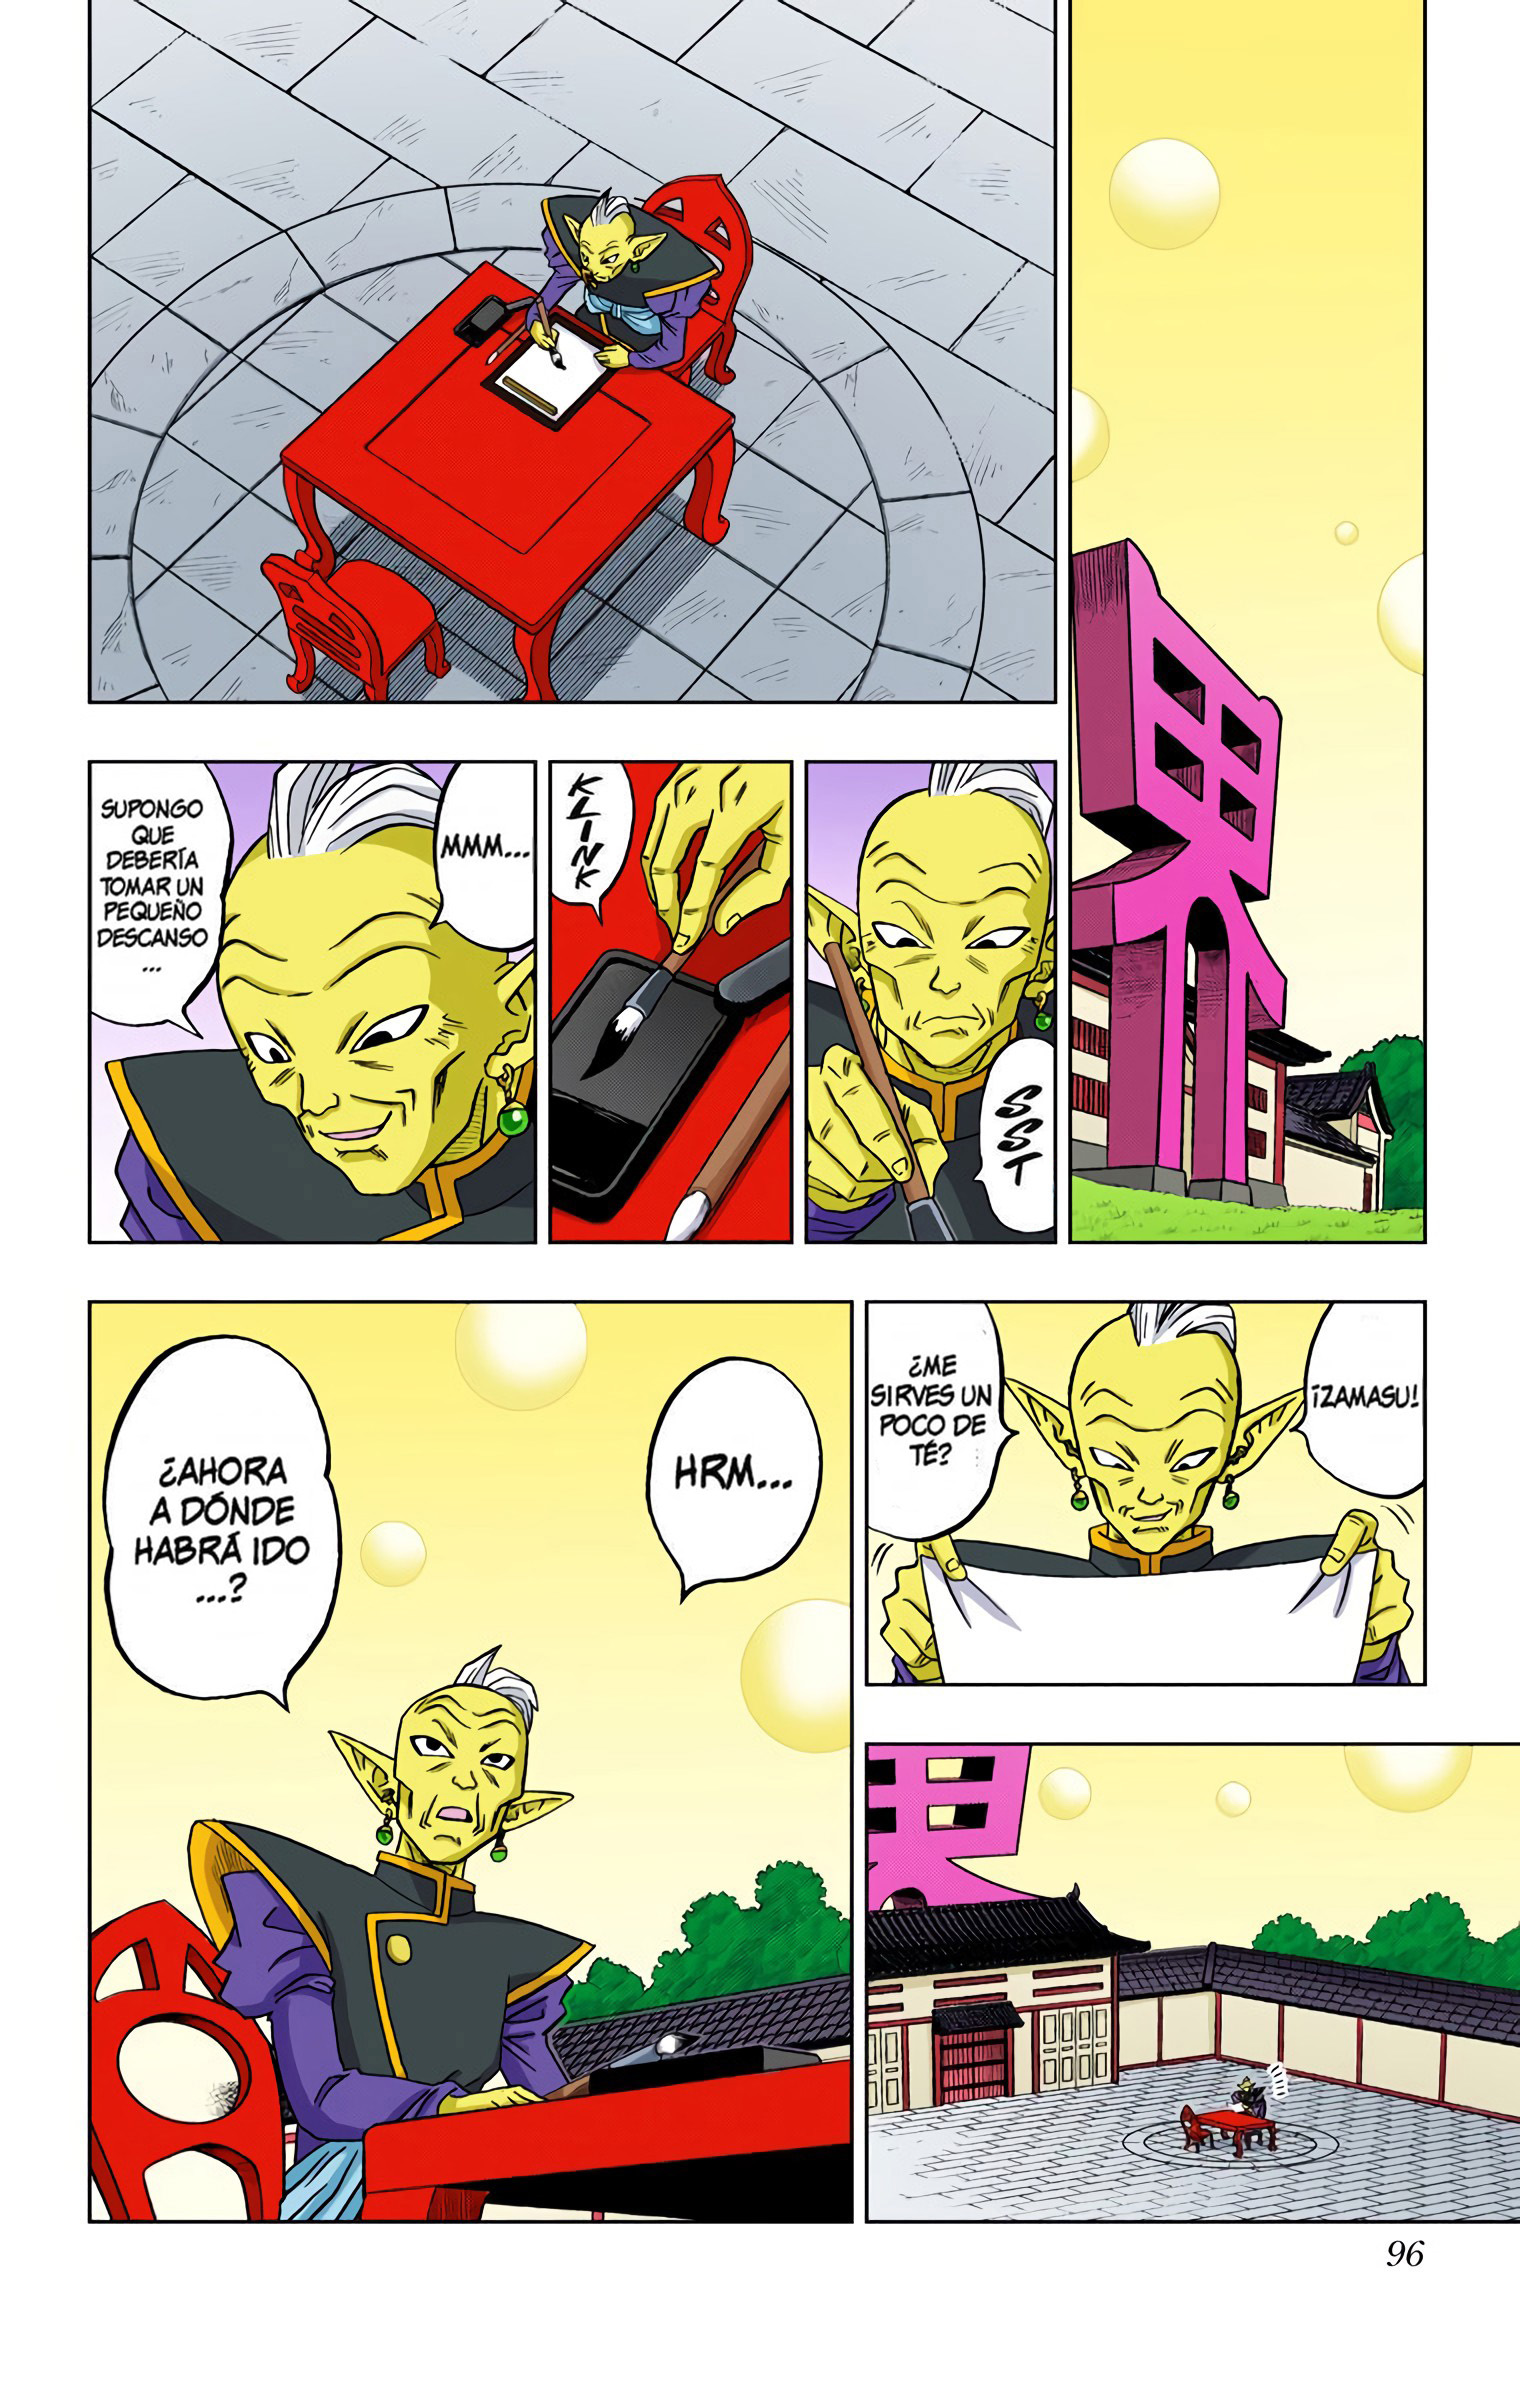 界
SST
KLINK
MMM...
SUPONGO
QUE
DEBERÍA
TOMAR UN
PEQUEÑO
DESCANSO
...
¡ZAMASU!
¿ME
SIRVES UN
POCO DE
TÉ?
HRM...
¿AHORA
A DÓNDE
HABRÁ IDO
...?
96